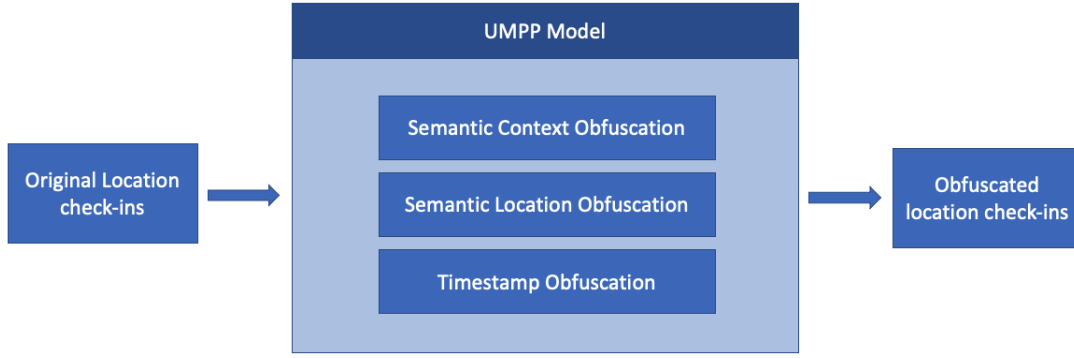 UMPP Model
Original Location
check-ins
Semantic Context Obfuscation
Semantic Location Obfuscation
Timestamp Obfuscation
Obfuscated
location check-ins